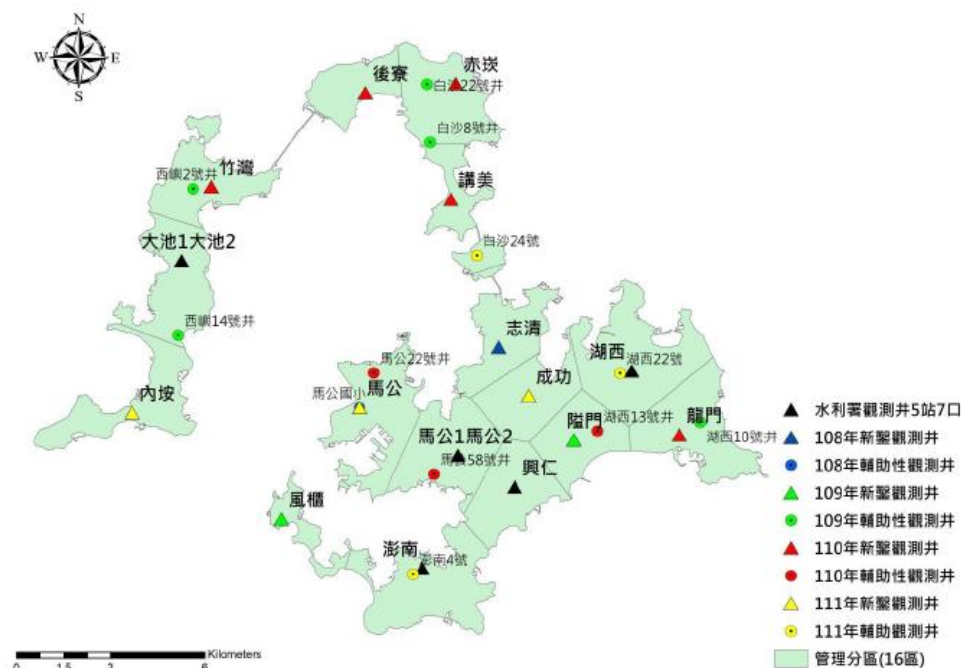 N
W E
S
後寮
赤崁
白沙22號井
白沙8號井
西嶼2號井
竹灣
講美
大池1大池2
白沙24號
西嶼14號井
志清
湖西
湖西22號
馬公22號井
馬公國小
馬公
成功
內垵
隘門
湖西13號井
龍門
湖西10號井
馬公1馬公2
馬公58號井
興仁
風櫃
澎南
澎南4號
水利署觀測井5站7口
108年新鑿觀測井
108年輔助性觀測井
109年新鑿觀測井
109年輔助性觀測井
110年新鑿觀測井
110年輔助性觀測井
111年新鑿觀測井
111年輔助觀測井
管理分區(16區)
Kilometers
0 1.5 3 6